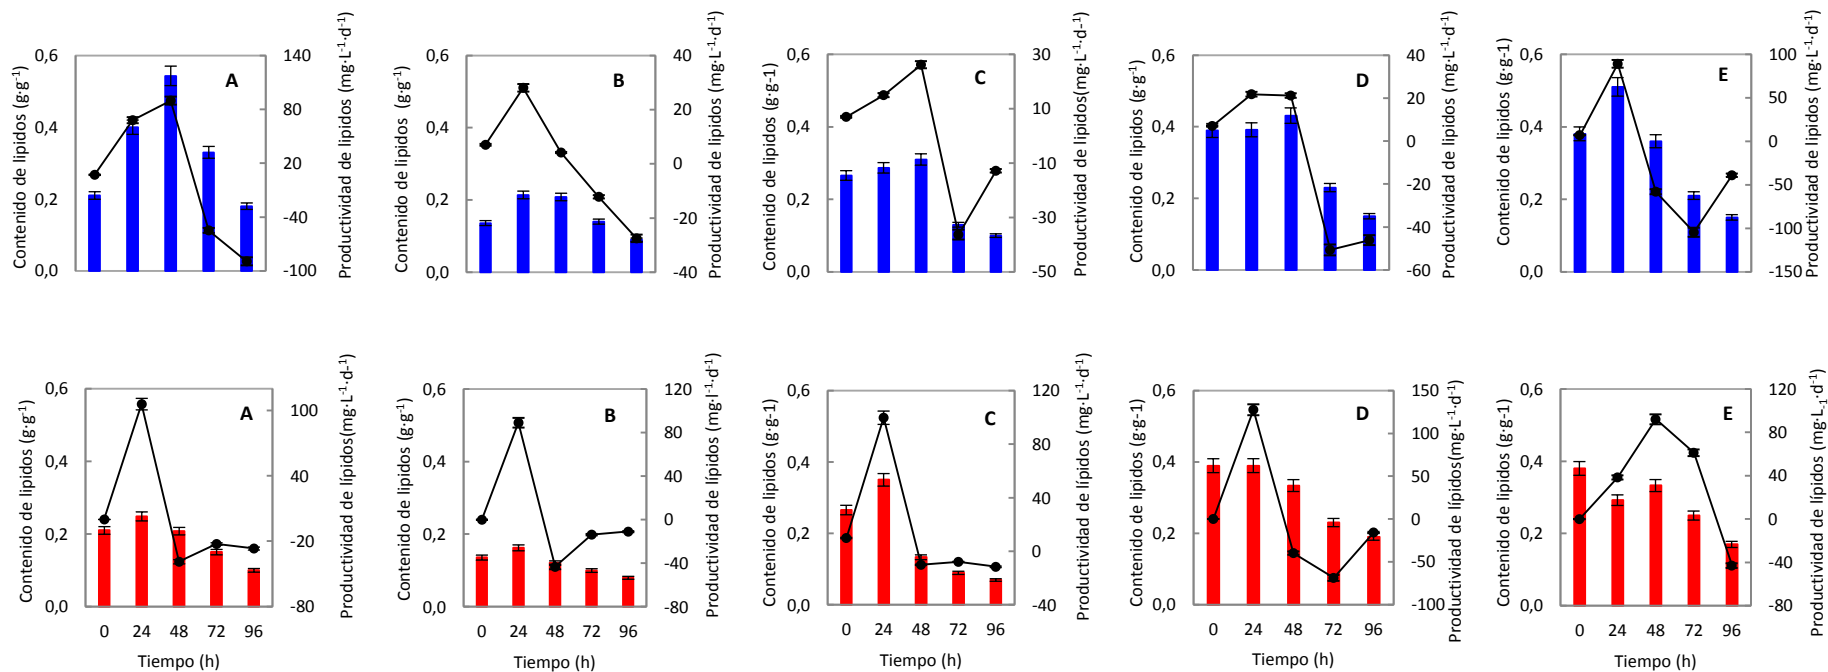 Contenido de lipidos (g·g⁻¹)
0,6
0,4
0,2
0,0
A
140
80
20
-40
-100
Productividad de lípidos (mg·L⁻¹·d⁻¹)
Contenido de lipidos (g·g⁻¹)
0,6
0,4
0,2
0,0
B
40
20
0
-20
-40
Productividad de lípidos (mg·L⁻¹·d⁻¹)
Contenido de lipidos (g·g-1)
0,6
0,4
0,2
0,0
C
30
10
-10
-30
-50
Productividad de lípidos (mg·L⁻¹·d-¹)
Contenido de lípidos (g·g-1)
0,6
0,4
0,2
0,0
D
40
20
0
-20
-40
-60
Productividad de lípidos (mg·L⁻¹·d⁻¹)
Contenido de lipidos (g·g-1)
0,6
0,4
0,2
0,0
E
100
50
0
-50
-100
-150
Productividad de lípidos (mg·L⁻¹·d⁻¹)
Contenido de lípidos (g·g⁻¹)
0,6
0,4
0,2
0,0
A
100
40
-20
-80
Productividad de lípidos(mg·L⁻¹·d⁻¹)
0 24 48 72 96
Tiempo (h)
Contenido de lípidos (g·g⁻¹)
0,6
0,4
0,2
0,0
B
120
80
40
0
-40
-80
Productividad de lípidos (mg·l⁻¹·d⁻¹)
0 24 48 72 96
Tiempo (h)
Contenido de lípidos (g·g-1)
0,6
0,4
0,2
0,0
C
120
80
40
0
-40
Productividad de lípidos (mg·L⁻¹·d⁻¹)
0 24 48 72 96
Tiempo (h)
Contenido de lípidos (g·g-1)
0,6
0,4
0,2
0,0
D
150
100
50
0
-50
-100
Productividad de lípidos(mg·L⁻¹·d⁻¹)
0 24 48 72 96
Tiempo (h)
Contenido de lípidos (g·g-1)
0,6
0,4
0,2
0,0
E
120
80
40
0
-40
-80
Productividad de lípidos (mg·L₋₁·d⁻¹)
0 24 48 72 96
Tiempo (h)